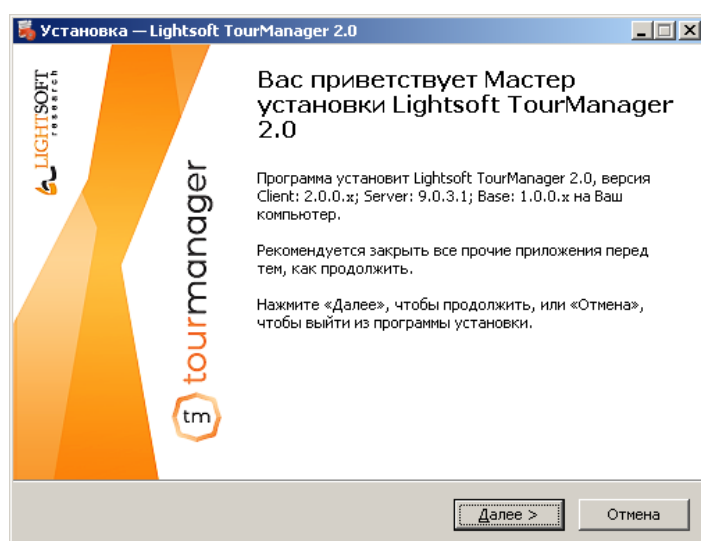 Установка — Lightsoft TourManager 2.0
LIGHTSOFT
research
tourmanager
tm
Вас приветствует Мастер
установки Lightsoft TourManager
2.0
Программа установит Lightsoft TourManager 2.0, версия
Client: 2.0.0.x; Server: 9.0.3.1; Base: 1.0.0.x на Ваш
компьютер.
Рекомендуется закрыть все прочие приложения перед
тем, как продолжить.
Нажмите «Далее», чтобы продолжить, или «Отмена»,
чтобы выйти из программы установки.
Далее >
Отмена